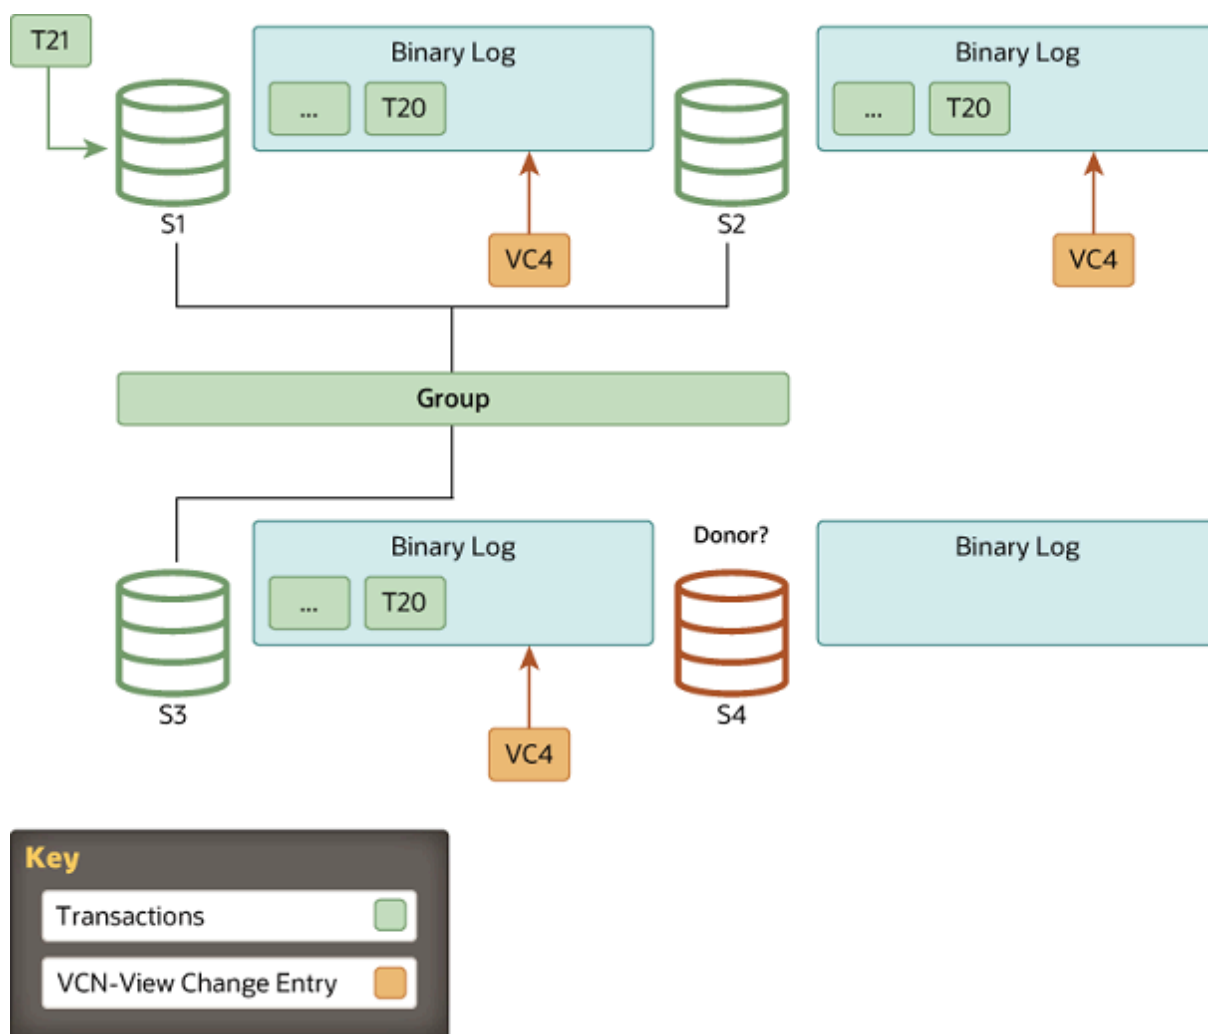 T21
Binary Log
... T20
S1
VC4
Binary Log
... T20
S2
VC4
Group
Binary Log
... T20
S3
VC4
Donor?
S4
Binary Log
Key
Transactions
VCN-View Change Entry